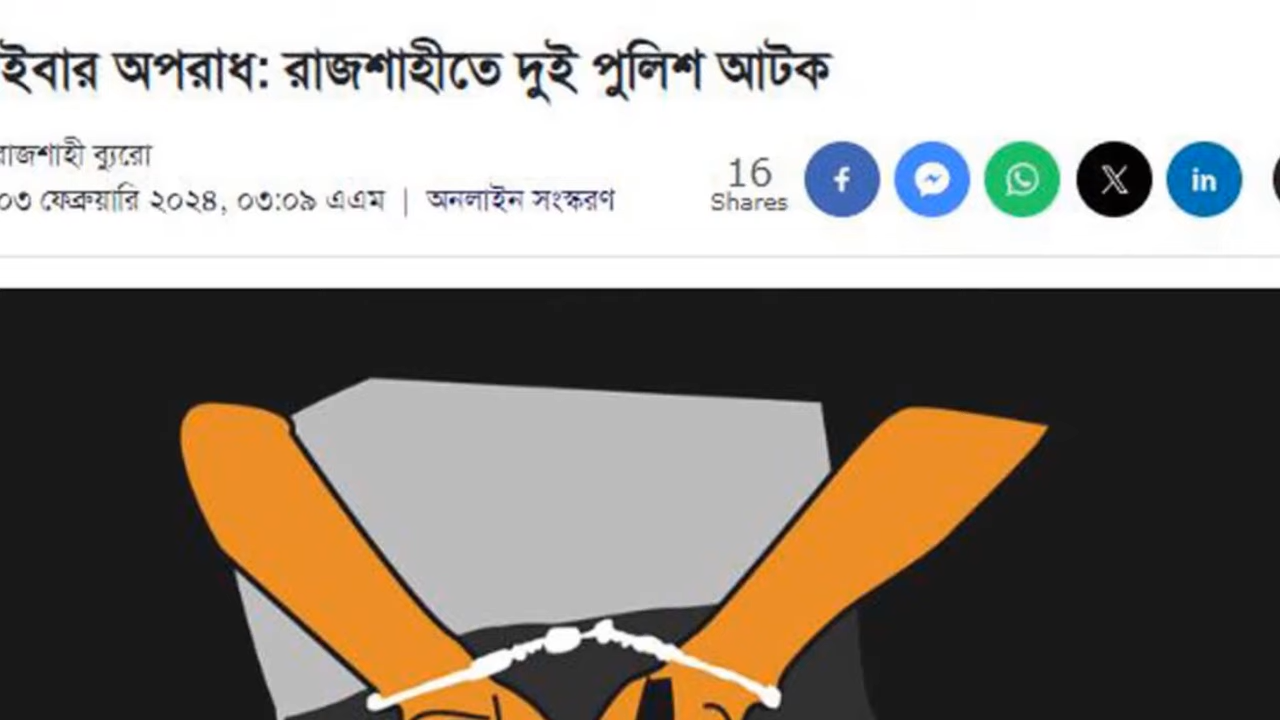 ইবার অপরাধ: রাজশাহীতে দুই পুলিশ আটক
রাজশাহী ব্যুরো
০৩ ফেব্রুয়ারি ২০২৪, ০৩:০৯ এএম | অনলাইন সংস্করণ
16
Shares